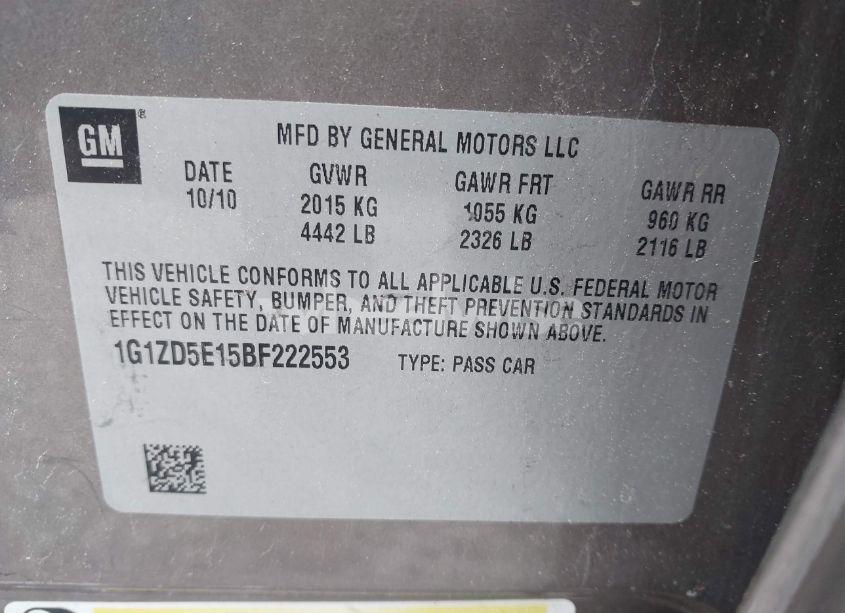 GM®
MFD BY GENERAL MOTORS LLC
DATE GVWR GAWR FRT GAWR RR
10/10 2015 KG 1055 KG 960 KG
4442 LB 2326 LB 2116 LB
THIS VEHICLE CONFORMS TO ALL APPLICABLE U.S. FEDERAL MOTOR
VEHICLE SAFETY, BUMPER, AND THEFT PREVENTION STANDARDS IN
EFFECT ON THE DATE OF MANUFACTURE SHOWN ABOVE.
1G1ZD5E15BF222553 TYPE: PASS CAR